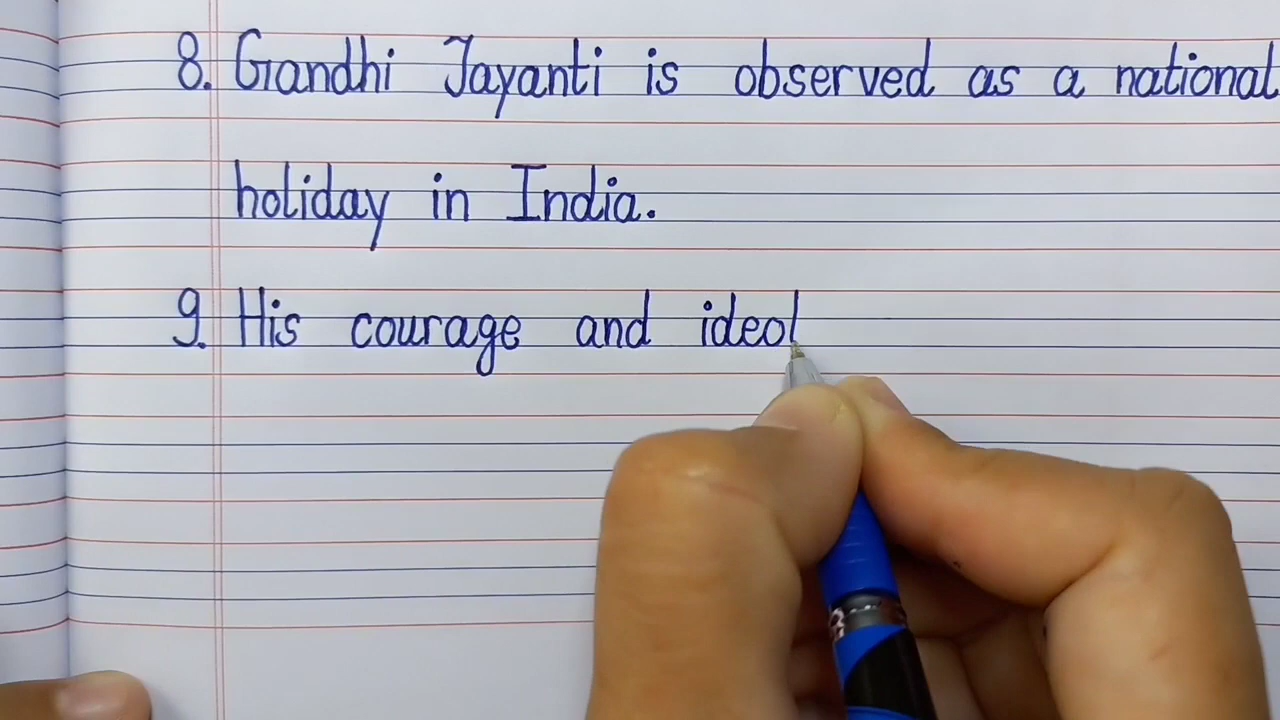 8. Gandhi Jayanti is observed as a national
holiday in India.
9. His courage and ideol